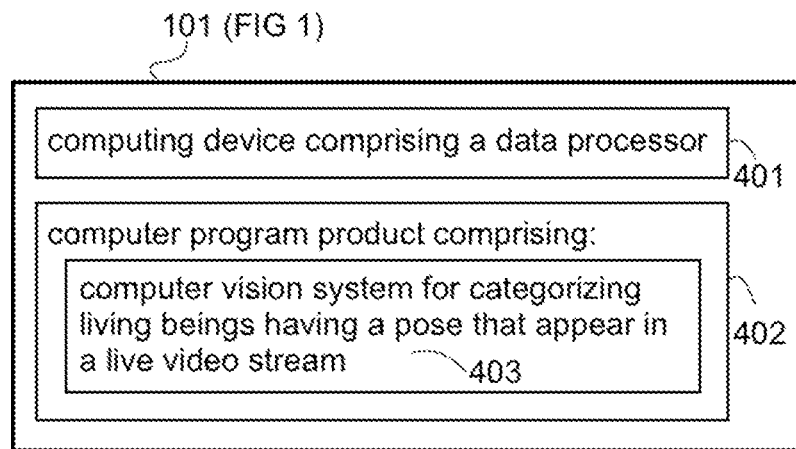 101 (FIG 1)
computing device comprising a data processor
401
computer program product comprising:
computer vision system for categorizing
living beings having a pose that appear in
a live video stream
403
402